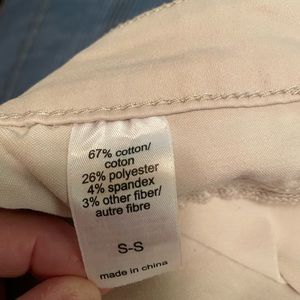 67% cotton/
coton
26% polyester
4% spandex
3% other fiber/
autre fibre
S-S
made in china